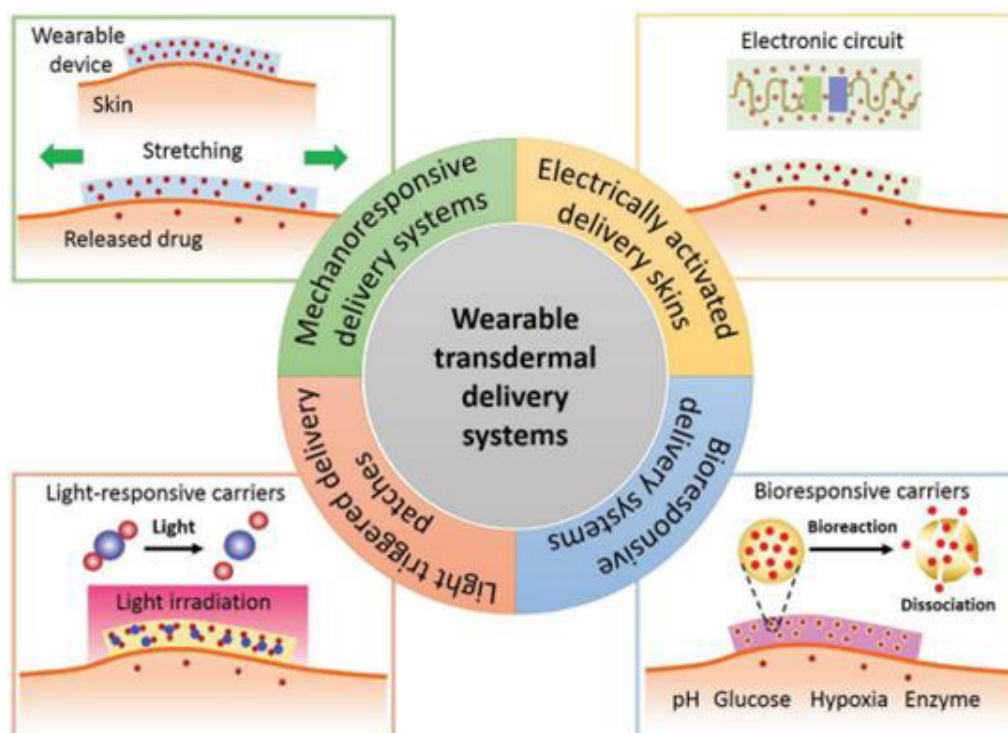 Wearable
device
Skin
Stretching
Released drug
Electronic circuit
Mechanoresponsive
delivery systems
Electrically activated
delivery skins
Wearable
transdermal
delivery
systems
Light triggered delivery
patches
Bioresponsive
delivery systems
Light-responsive carriers
Light
Light irradiation
Bioresponsive carriers
Bioreaction
Dissociation
pH Glucose Hypoxia Enzyme